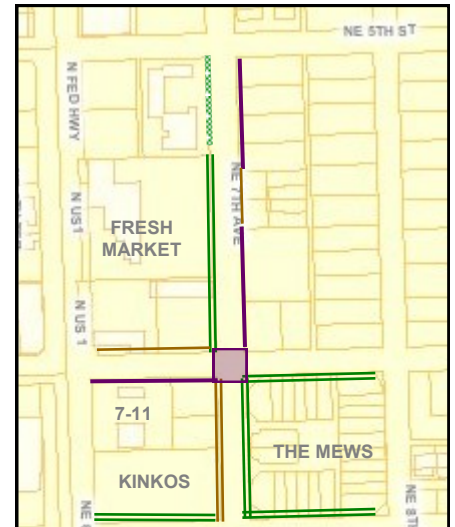 NE 5TH ST
N FED HWY
NE 7TH AVE
N US1
FRESH
MARKET
N US 1
7-11
THE MEWS
KINKOS
NE 8TH